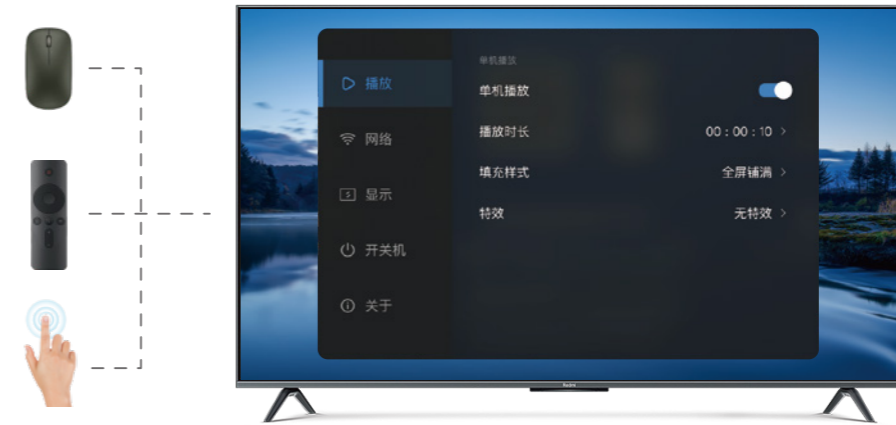 播放
网络
显示
开关机
关于
单机播放
单机播放
播放时长 00 : 00 : 10 >
填充样式 全屏铺满 >
特效 无特效 >
Redmi